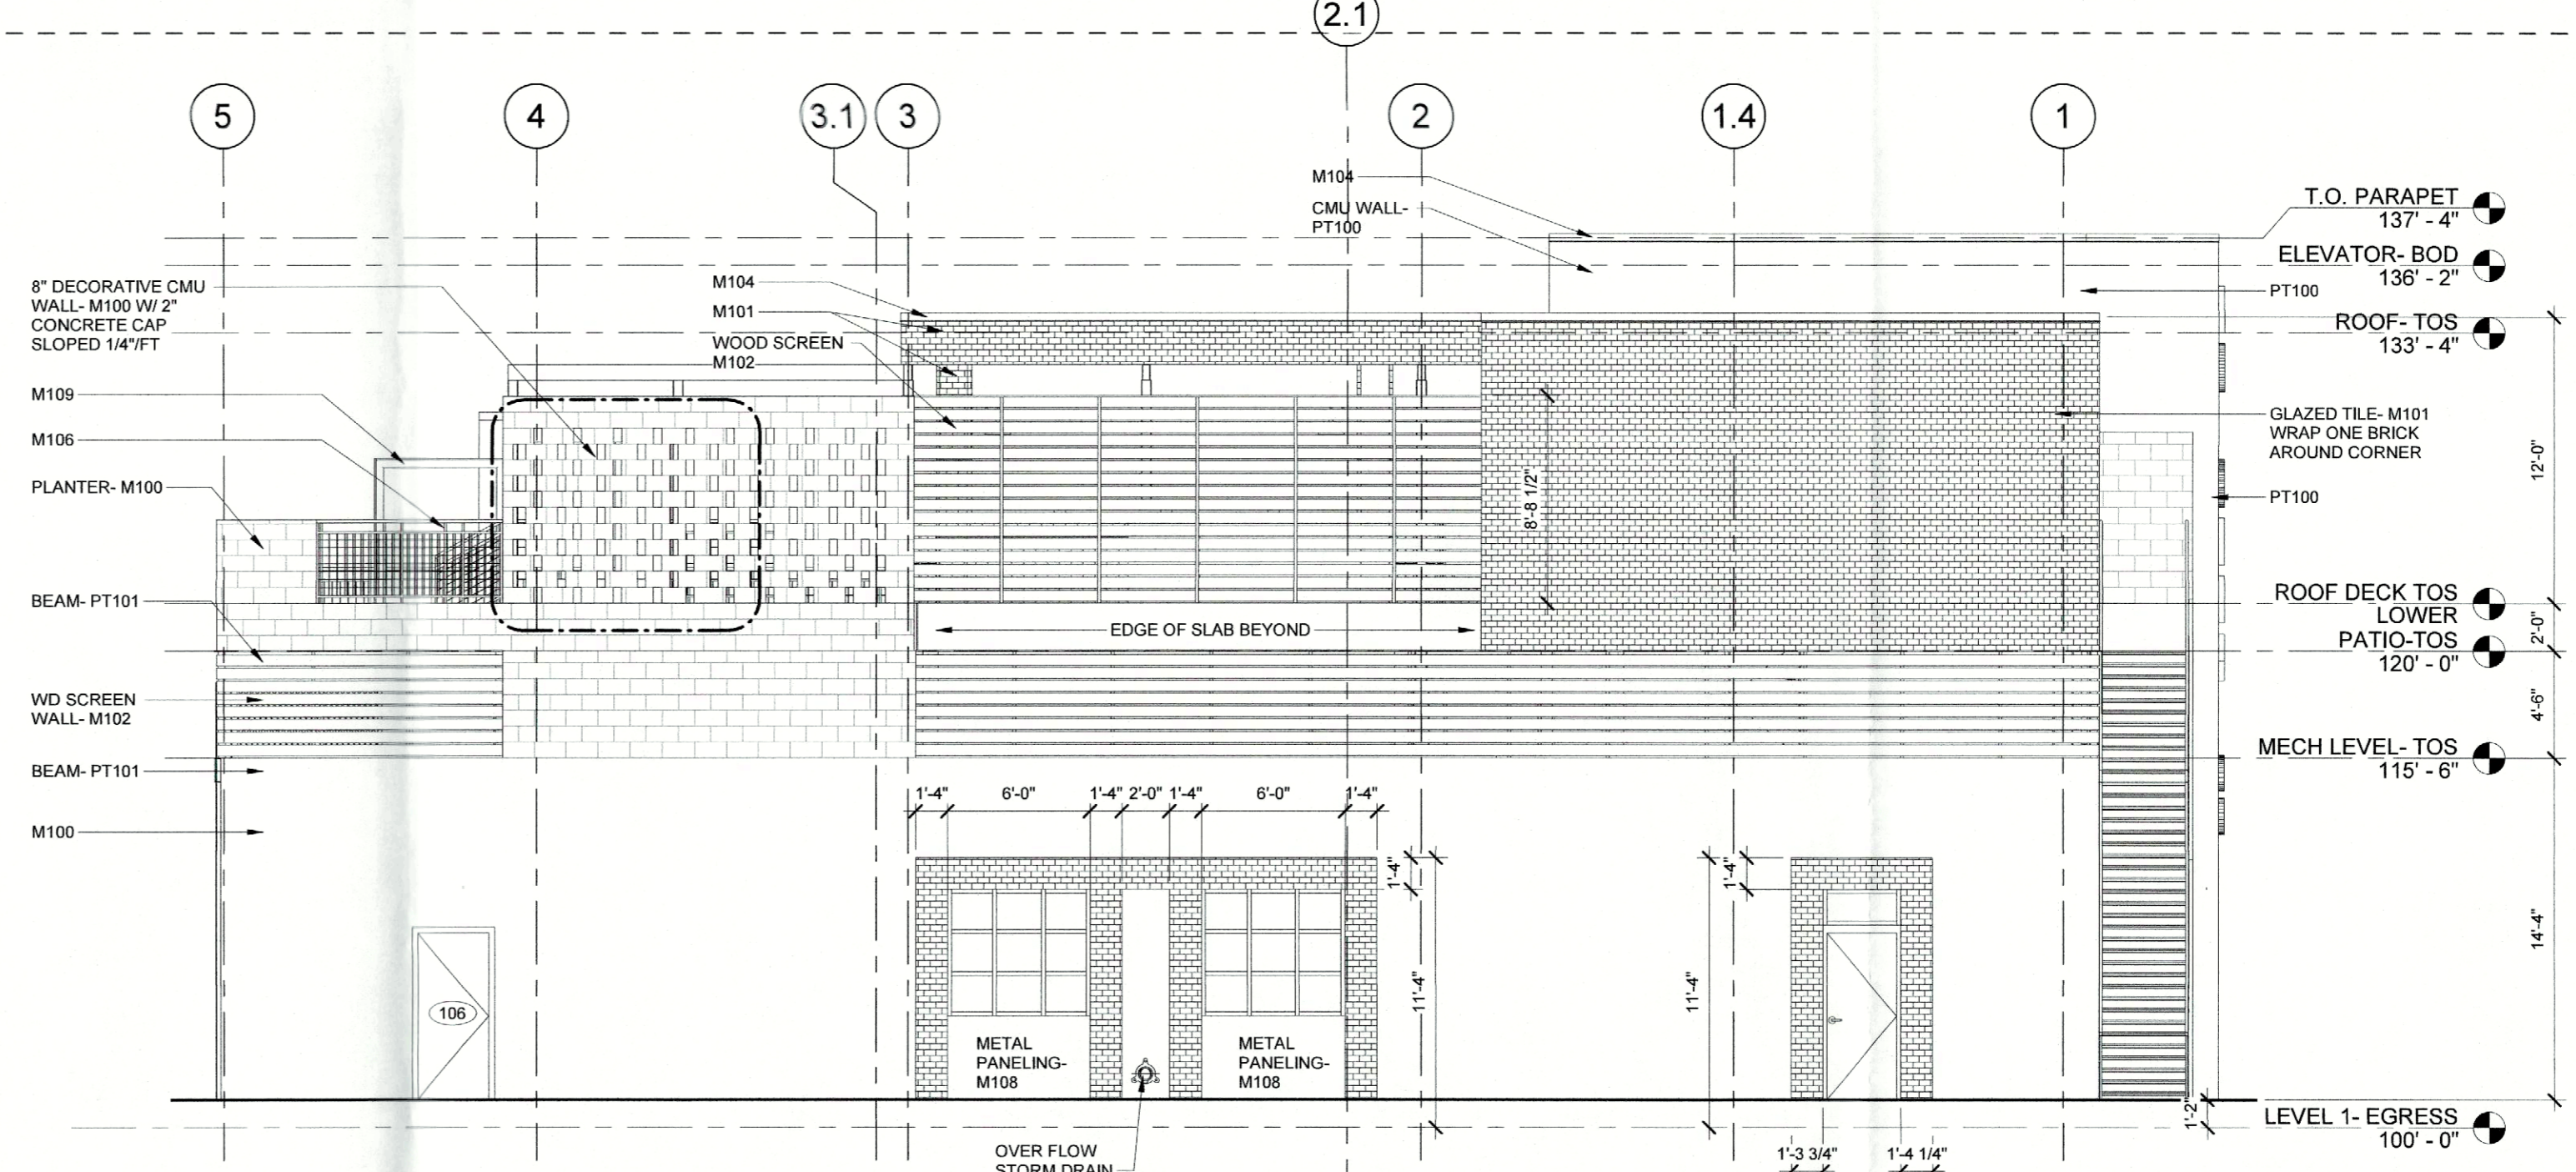 2.1
5
4
3.1
3
2
1.4
1
M104
CMU WALL-
PT100
T.O. PARAPET
137' - 4"
ELEVATOR- BOD
136' - 2"
PT100
ROOF- TOS
133' - 4"
8" DECORATIVE CMU
WALL- M100 W/ 2"
CONCRETE CAP
SLOPED 1/4"/FT
M104
M101
WOOD SCREEN
M102
M109
M106
PLANTER- M100
GLAZED TILE- M101
WRAP ONE BRICK
AROUND CORNER
12'-0"
8'-8 1/2"
PT100
BEAM- PT101
EDGE OF SLAB BEYOND
ROOF DECK TOS
LOWER
2'-0"
PATIO-TOS
120' - 0"
WD SCREEN
WALL- M102
4'-6"
MECH LEVEL- TOS
115' - 6"
BEAM- PT101
M100
1'-4"
6'-0"
1'-4"
2'-0"
1'-4"
6'-0"
1'-4"
1'-4"
11'-4"
1'-4"
11'-4"
14'-4"
106
METAL
PANELING-
M108
METAL
PANELING-
M108
1'-2"
LEVEL 1- EGRESS
100' - 0"
OVER FLOW
STORM DRAIN
1'-3 3/4"
1'-4 1/4"